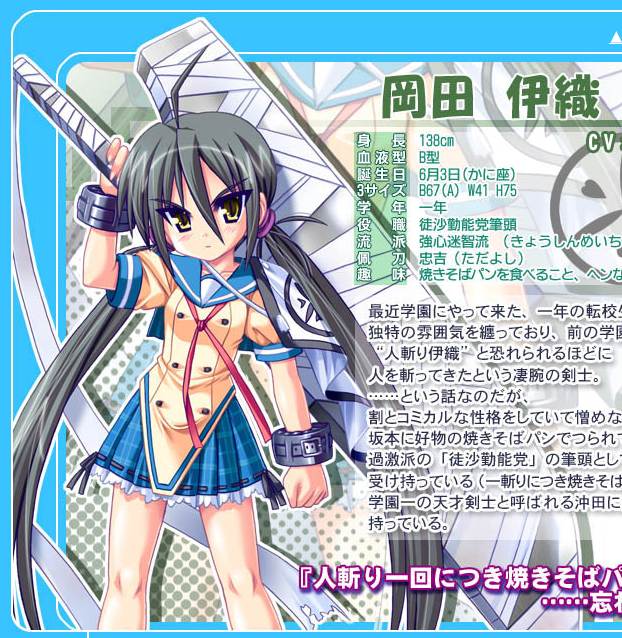 岡田 伊織
CV.
身長 138cm
血液型 B型
誕生日 6月3日(かに座)
3サイズ B67(A) W41 H75
学年 一年
役職 徒沙勤能党筆頭
流派 強心迷智流 (きょうしんめいち
佩刀 忠吉 (ただよし)
趣味 焼きそばパンを食べること、ヘンな
最近学園にやって来た、一年の転校生
独特の雰囲気を纏っており、前の学園
“人斬り伊織”と恐れられるほどに
人を斬ってきたという凄腕の剣士。
……という話なのだが、
割とコミカルな性格をしていて憎めな
坂本に好物の焼きそばパンでつられて
過激派の「徒沙勤能党」の筆頭として
受け持っている(一斬りにつき焼きそば
学園一の天才剣士と呼ばれる沖田に
持っている。
『人斬り一回につき焼きそばパ
……忘れ